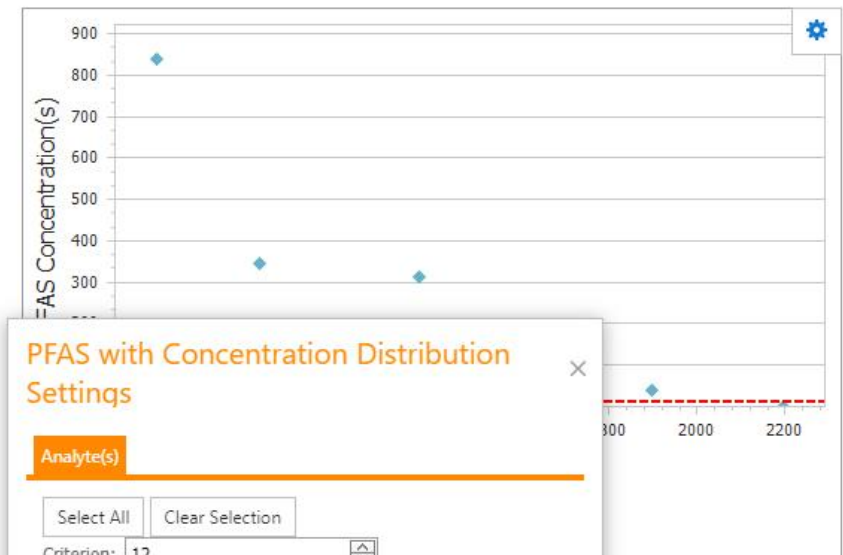 900
800
700
600
500
400
300
PFAS with Concentration Distribution
Settings
2000
2200
Analyte(s)
Select All
Clear Selection
Criterion: 12
AS Concentration(s)